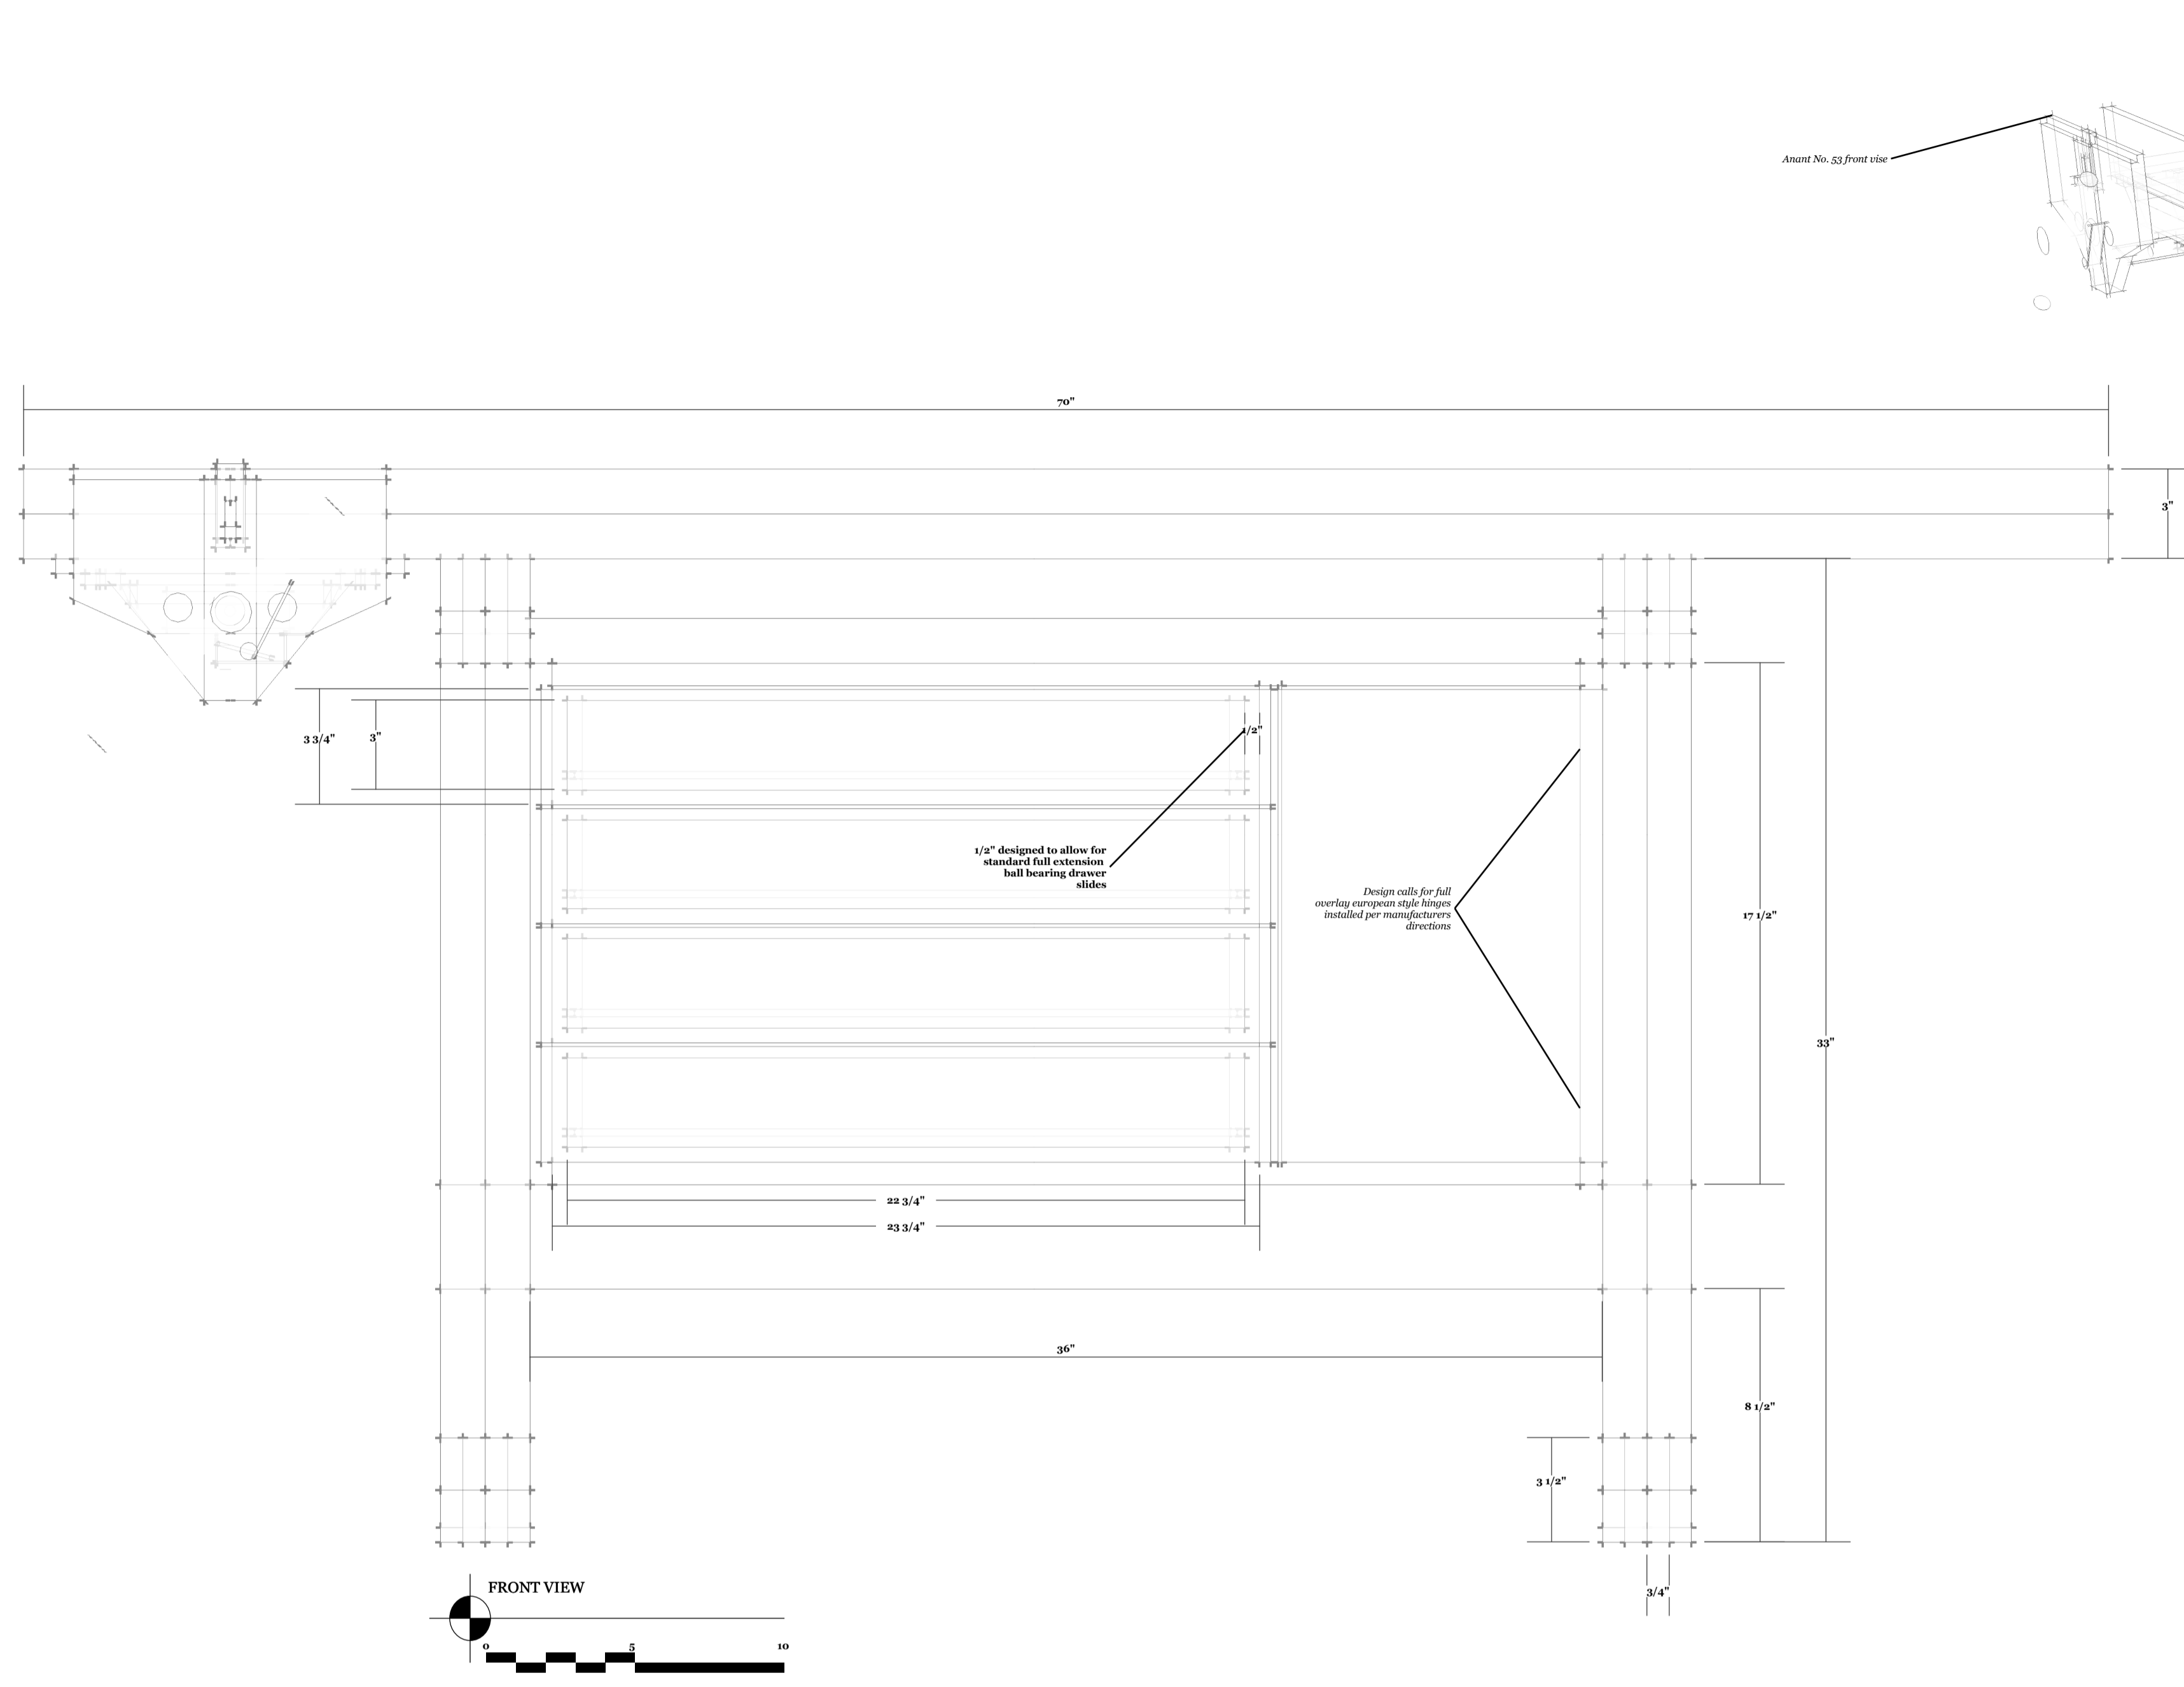 Anant No. 53 front vise
70"
3"
3 3/4"
3"
1/2"
1/2" designed to allow for
standard full extension
ball bearing drawer
slides
Design calls for full
overlay european style hinges
installed per manufacturers
directions
17 1/2"
33"
22 3/4"
23 3/4"
36"
8 1/2"
3 1/2"
3/4"
FRONT VIEW
0 5 10